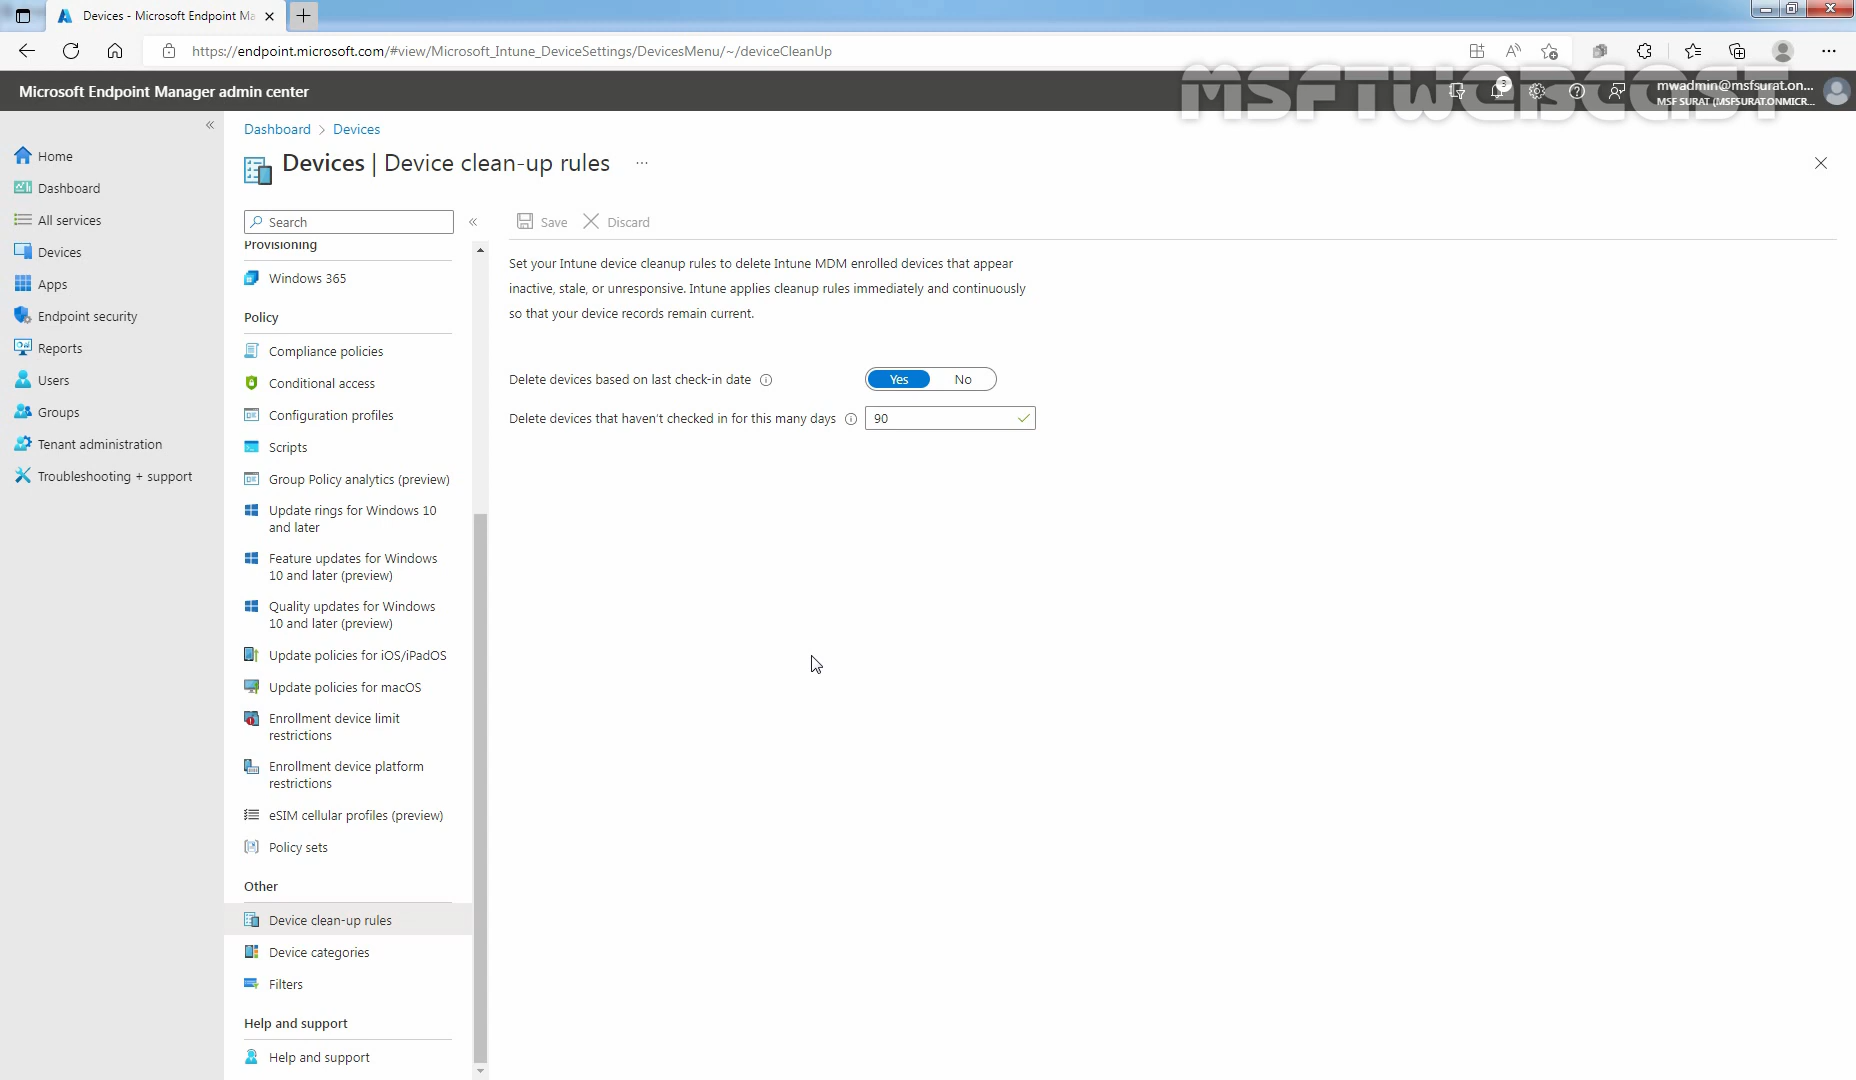 Devices - Microsoft Endpoint Ma
https://endpoint.microsoft.com/#view/Microsoft_Intune_DeviceSettings/DevicesMenu/~/deviceCleanUp
MSFTWEBCAST
Microsoft Endpoint Manager admin center
3
mwadmin@msfsurat.on...
MSF SURAT (MSFSURAT.ONMICR...
Dashboard > Devices
Devices | Device clean-up rules ...
Home
Dashboard
All services
Devices
Apps
Endpoint security
Reports
Users
Groups
Tenant administration
Troubleshooting + support
Search
Provisioning
Windows 365
Policy
Compliance policies
Conditional access
Configuration profiles
Scripts
Group Policy analytics (preview)
Update rings for Windows 10
and later
Feature updates for Windows
10 and later (preview)
Quality updates for Windows
10 and later (preview)
Update policies for iOS/iPadOS
Update policies for macOS
Enrollment device limit
restrictions
Enrollment device platform
restrictions
eSIM cellular profiles (preview)
Policy sets
Other
Device clean-up rules
Device categories
Filters
Help and support
Help and support
Save Discard
Set your Intune device cleanup rules to delete Intune MDM enrolled devices that appear
inactive, stale, or unresponsive. Intune applies cleanup rules immediately and continuously
so that your device records remain current.
Delete devices based on last check-in date Yes No
Delete devices that haven't checked in for this many days 90